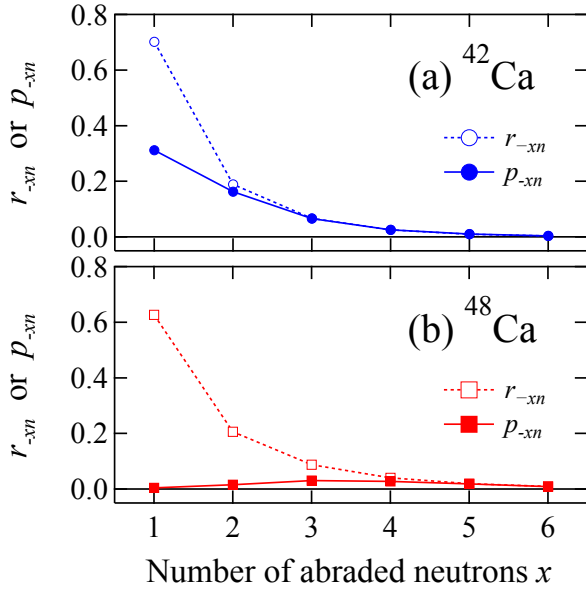 0.8
0.6
0.4
0.2
0.0
r-xn or p-xn
(a) 42Ca
r−xn
p-xn
0.8
0.6
0.4
0.2
0.0
r-xn or p-xn
(b) 48Ca
r−xn
p-xn
1 2 3 4 5 6
Number of abraded neutrons x